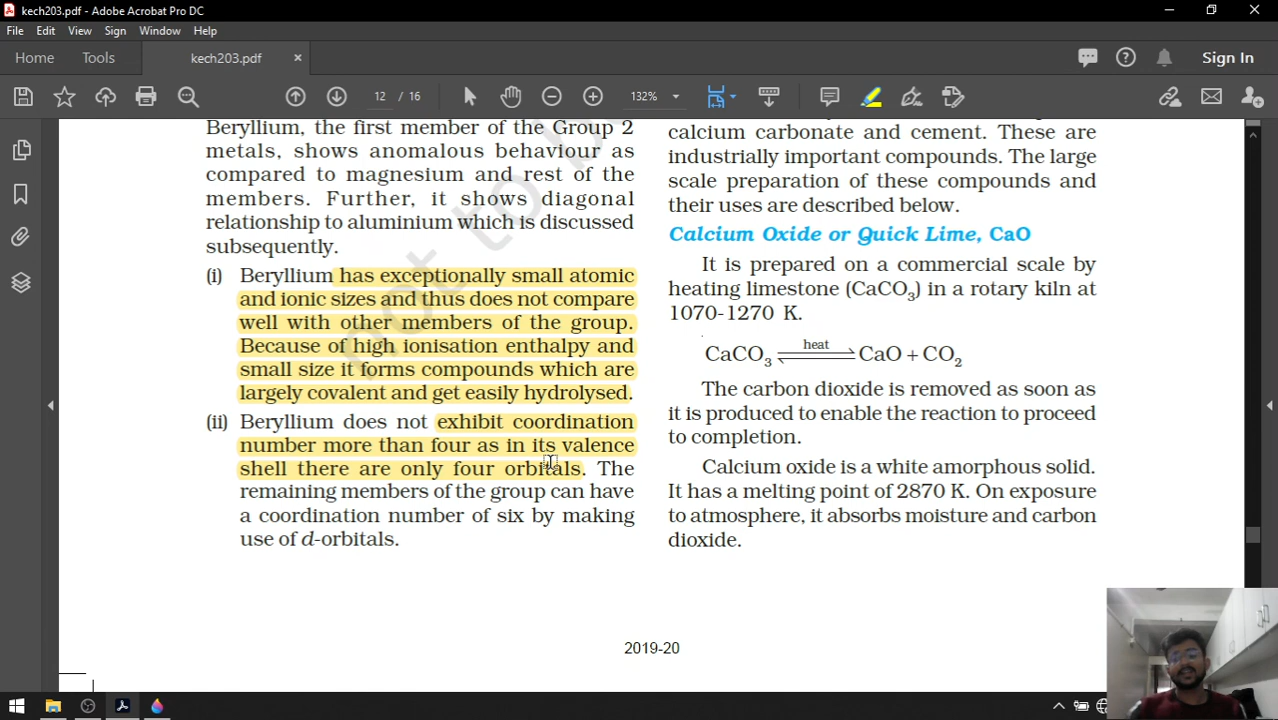 kech203.pdf - Adobe Acrobat Pro DC
File Edit View Sign Window Help
Home Tools kech203.pdf × Sign In
12 / 16 132%
Beryllium, the first member of the Group 2
metals, shows anomalous behaviour as
compared to magnesium and rest of the
members. Further, it shows diagonal
relationship to aluminium which is discussed
subsequently.
(i) Beryllium has exceptionally small atomic
and ionic sizes and thus does not compare
well with other members of the group.
Because of high ionisation enthalpy and
small size it forms compounds which are
largely covalent and get easily hydrolysed.
(ii) Beryllium does not exhibit coordination
number more than four as in its valence
shell there are only four orbitals. The
remaining members of the group can have
a coordination number of six by making
use of d-orbitals.
calcium carbonate and cement. These are
industrially important compounds. The large
scale preparation of these compounds and
their uses are described below.
Calcium Oxide or Quick Lime, CaO
It is prepared on a commercial scale by
heating limestone (CaCO₃) in a rotary kiln at
1070-1270 K.
heat
CaCO₃ ⇌ CaO + CO₂
The carbon dioxide is removed as soon as
it is produced to enable the reaction to proceed
to completion.
Calcium oxide is a white amorphous solid.
It has a melting point of 2870 K. On exposure
to atmosphere, it absorbs moisture and carbon
dioxide.
2019-20
not to b